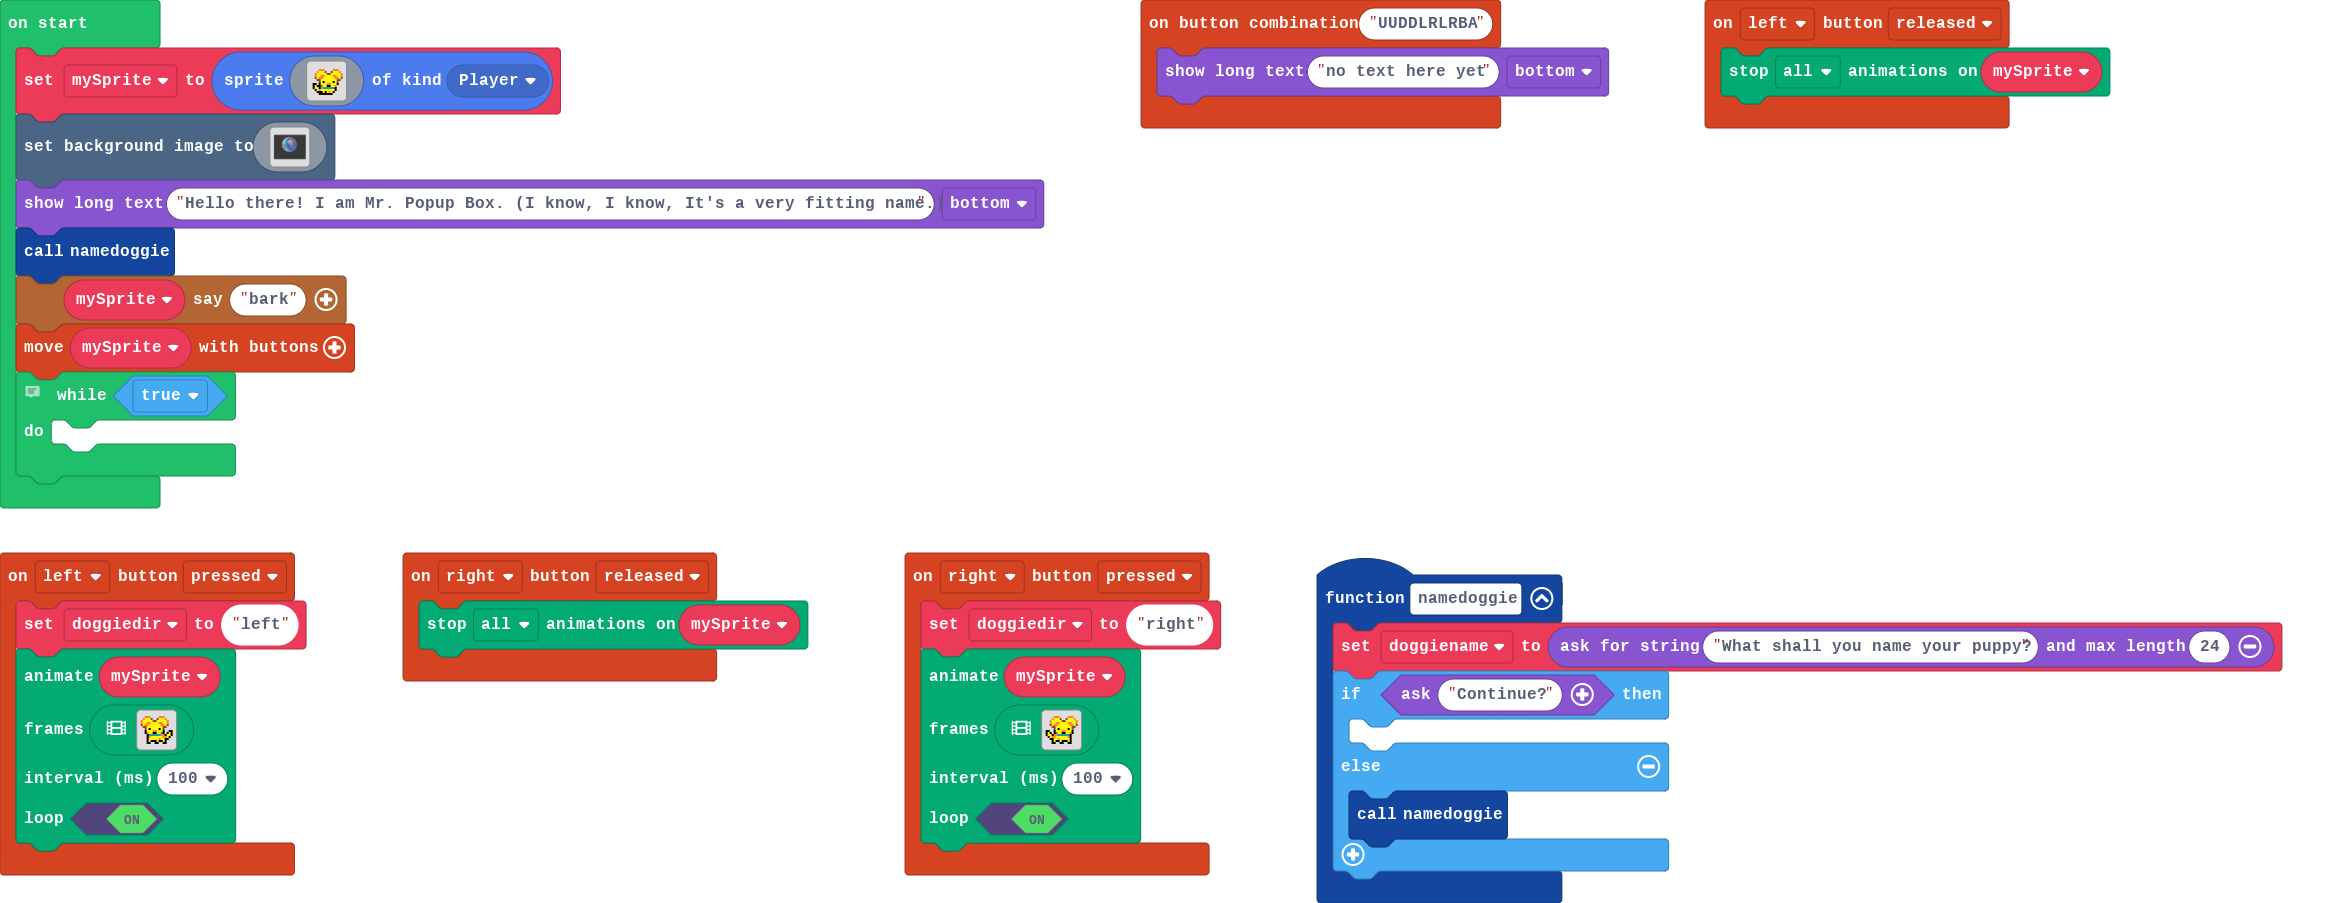 on start
set mySprite to sprite of kind Player
set background image to
show long text "Hello there! I am Mr. Popup Box. (I know, I know, It's a very fitting name.)" bottom
call namedoggie
mySprite say "bark"
move mySprite with buttons
while true
do
on button combination "UUDDLRLRBA"
show long text "no text here yet" bottom
on left button released
stop all animations on mySprite
on left button pressed
set doggiedir to "left"
animate mySprite
frames
interval (ms) 100
loop ON
on right button released
stop all animations on mySprite
on right button pressed
set doggiedir to "right"
animate mySprite
frames
interval (ms) 100
loop ON
function namedoggie
set doggiename to ask for string "What shall you name your puppy?" and max length 24
if ask "Continue?" then
else
call namedoggie